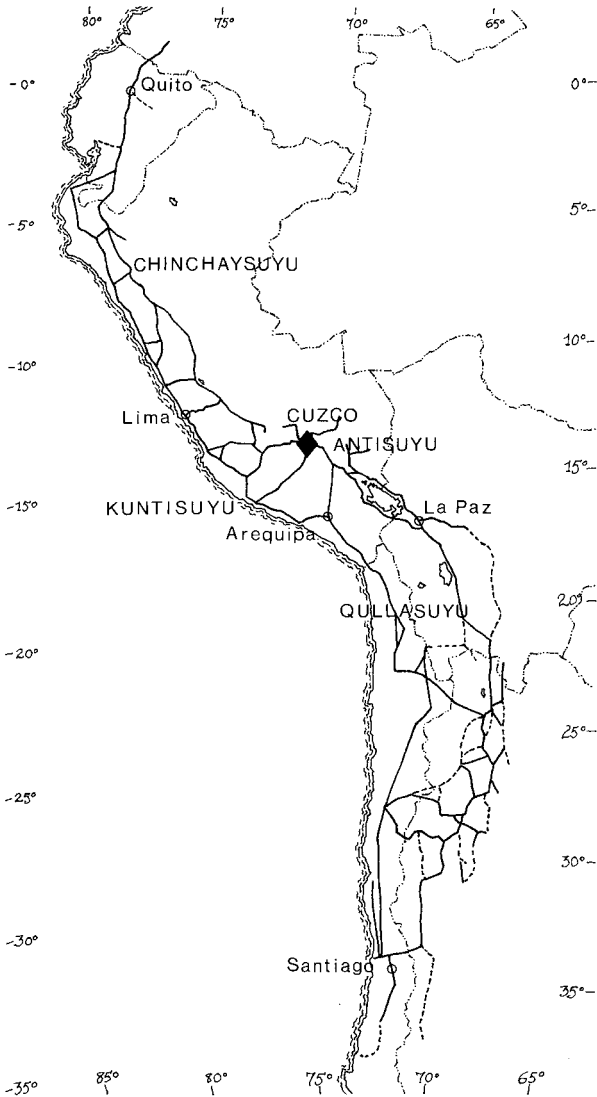 80° 75° 70° 65°
-0° 0°-
Quito
-5° 5°-
CHINCHAYSUYU
-10° 10°-
Lima
CUZCO
ANTISUYU
15°-
-15°
KUNTISUYU
La Paz
Arequipa
QULLASUYU
20°-
-20°
25°-
-25°
30°-
-30°
Santiago
35°-
-35°
85° 80° 75° 70° 65°